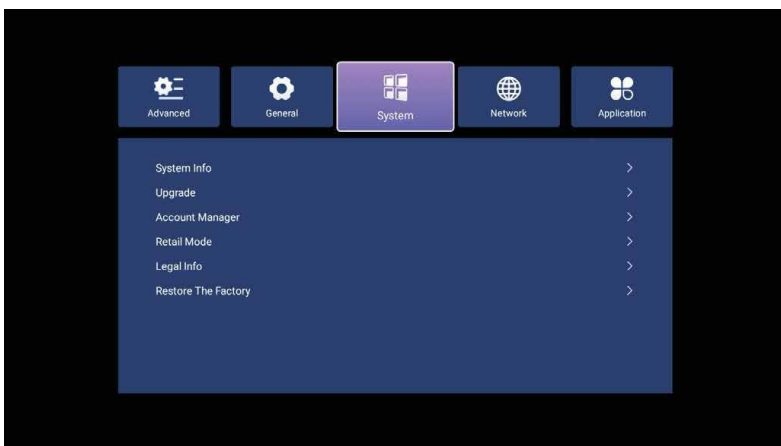 Advanced
General
System
Network
Application
System Info
Upgrade
Account Manager
Retail Mode
Legal Info
Restore The Factory